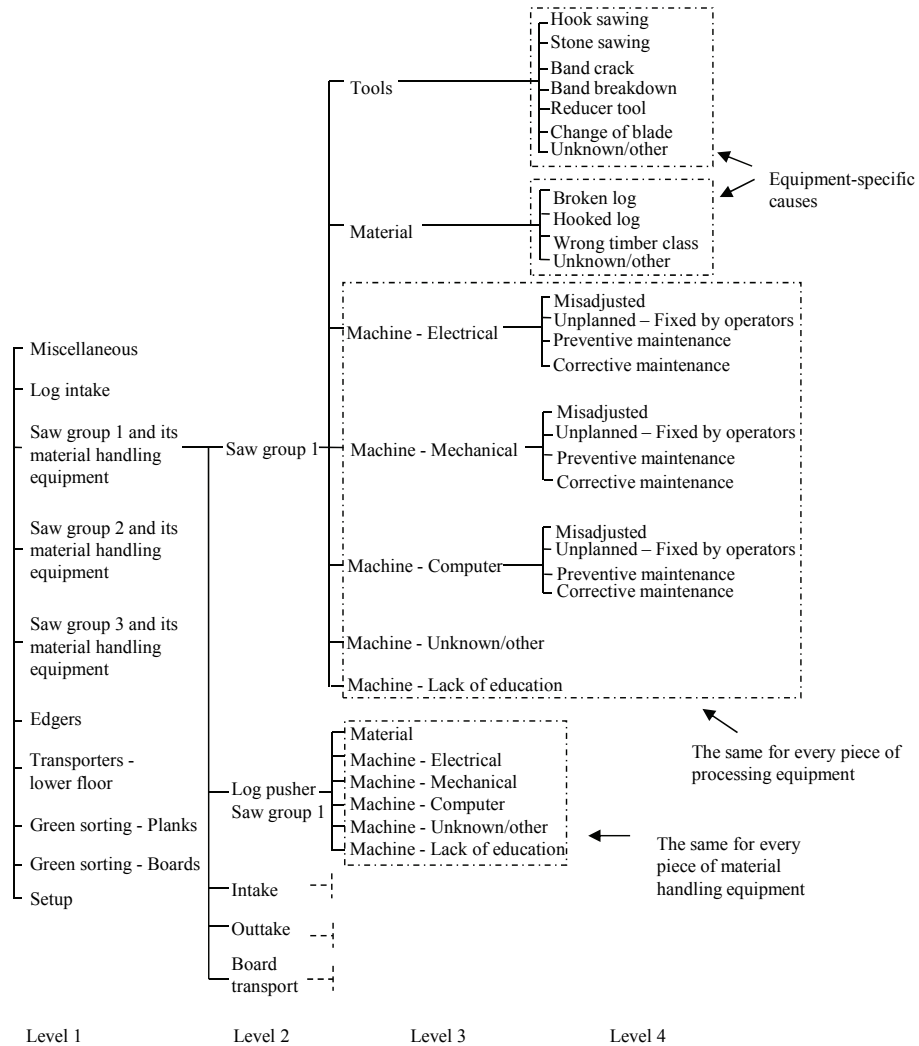 Hook sawing
Stone sawing
Band crack
Band breakdown
Reducer tool
Change of blade
Unknown/other
Tools
Equipment-specific
causes
Broken log
Hooked log
Wrong timber class
Unknown/other
Material
Misadjusted
Unplanned – Fixed by operators
Preventive maintenance
Corrective maintenance
Machine - Electrical
Misadjusted
Unplanned – Fixed by operators
Preventive maintenance
Corrective maintenance
Machine - Mechanical
Misadjusted
Unplanned – Fixed by operators
Preventive maintenance
Corrective maintenance
Machine - Computer
Machine - Unknown/other
Machine - Lack of education
The same for every piece of
processing equipment
Miscellaneous
Log intake
Saw group 1 and its
material handling
equipment
Saw group 2 and its
material handling
equipment
Saw group 3 and its
material handling
equipment
Edgers
Transporters -
lower floor
Green sorting - Planks
Green sorting - Boards
Setup
Saw group 1
Log pusher
Saw group 1
Intake
Outtake
Board
transport
Material
Machine - Electrical
Machine - Mechanical
Machine - Computer
Machine - Unknown/other
Machine - Lack of education
The same for every
piece of material
handling equipment
Level 1
Level 2
Level 3
Level 4